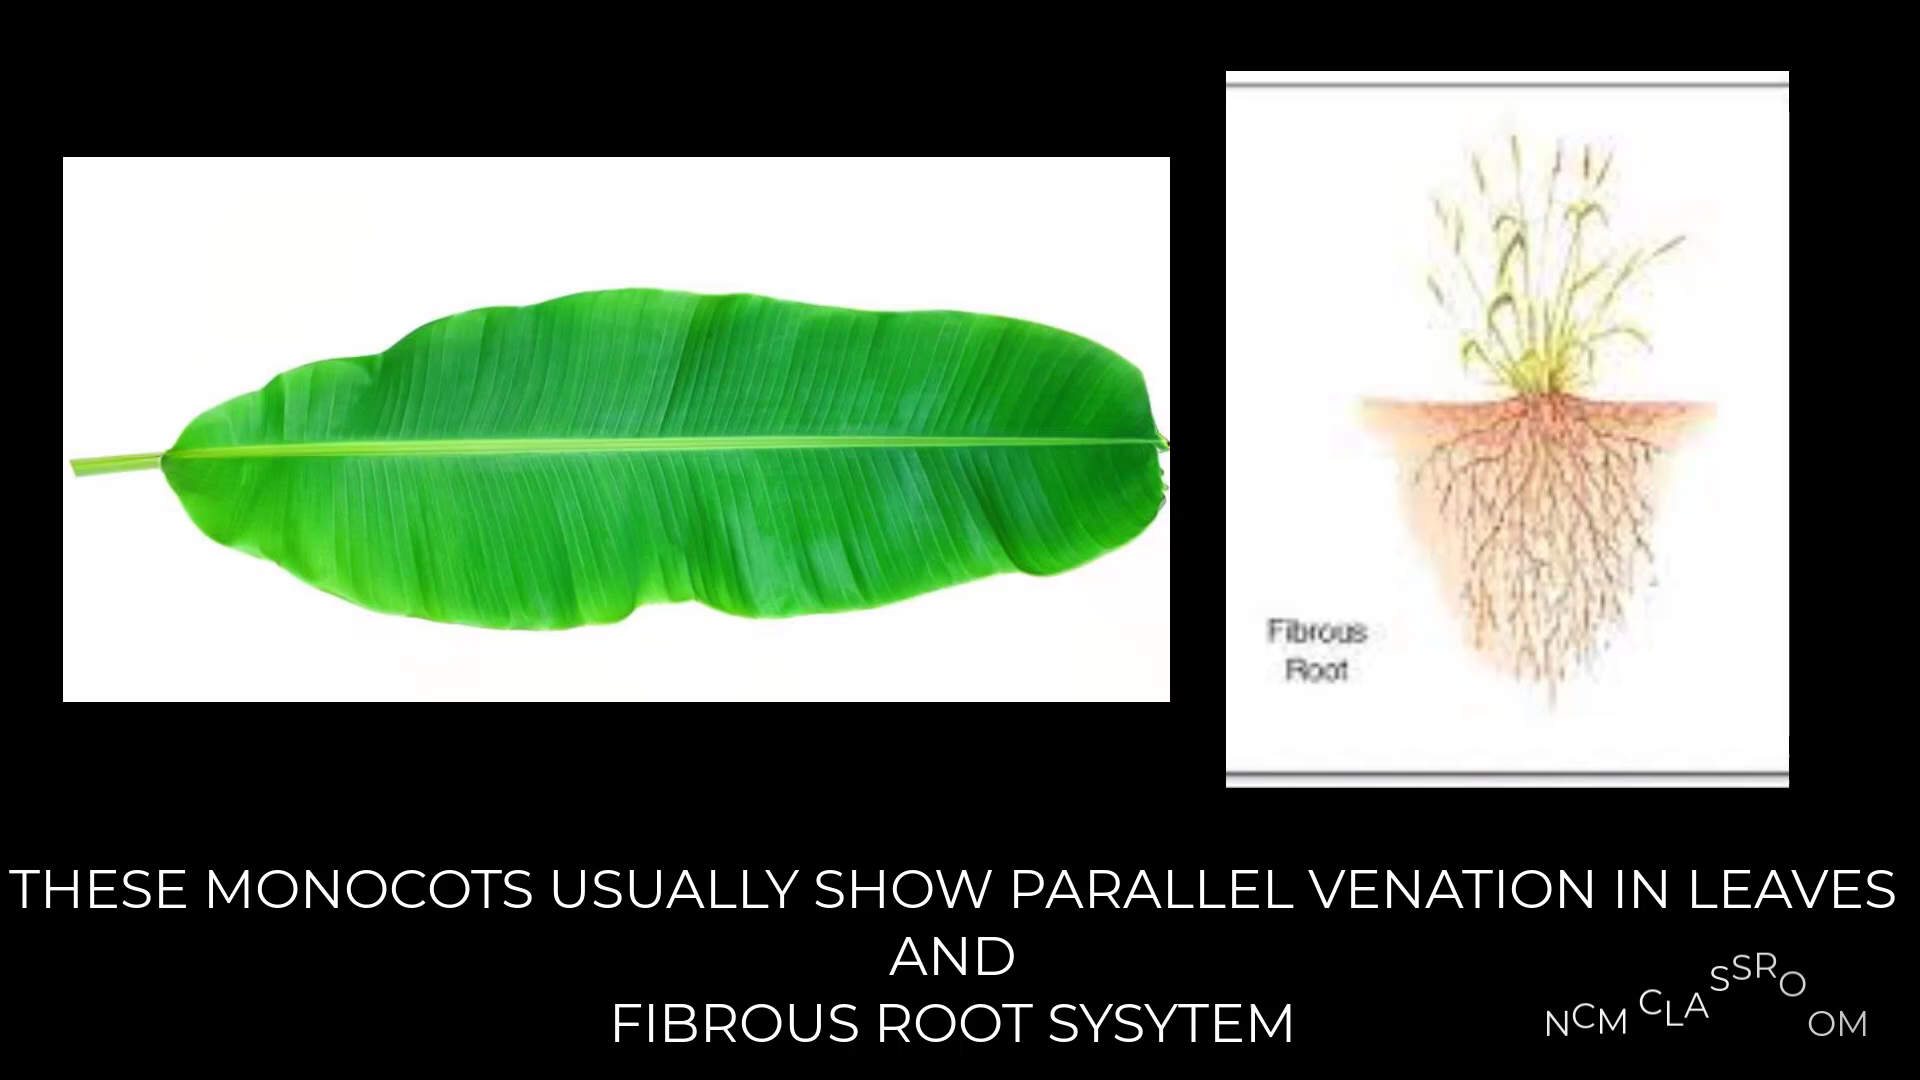 Fibrous
Root
THESE MONOCOTS USUALLY SHOW PARALLEL VENATION IN LEAVES
AND
FIBROUS ROOT SYSYTEM
NCM CLASSROOM